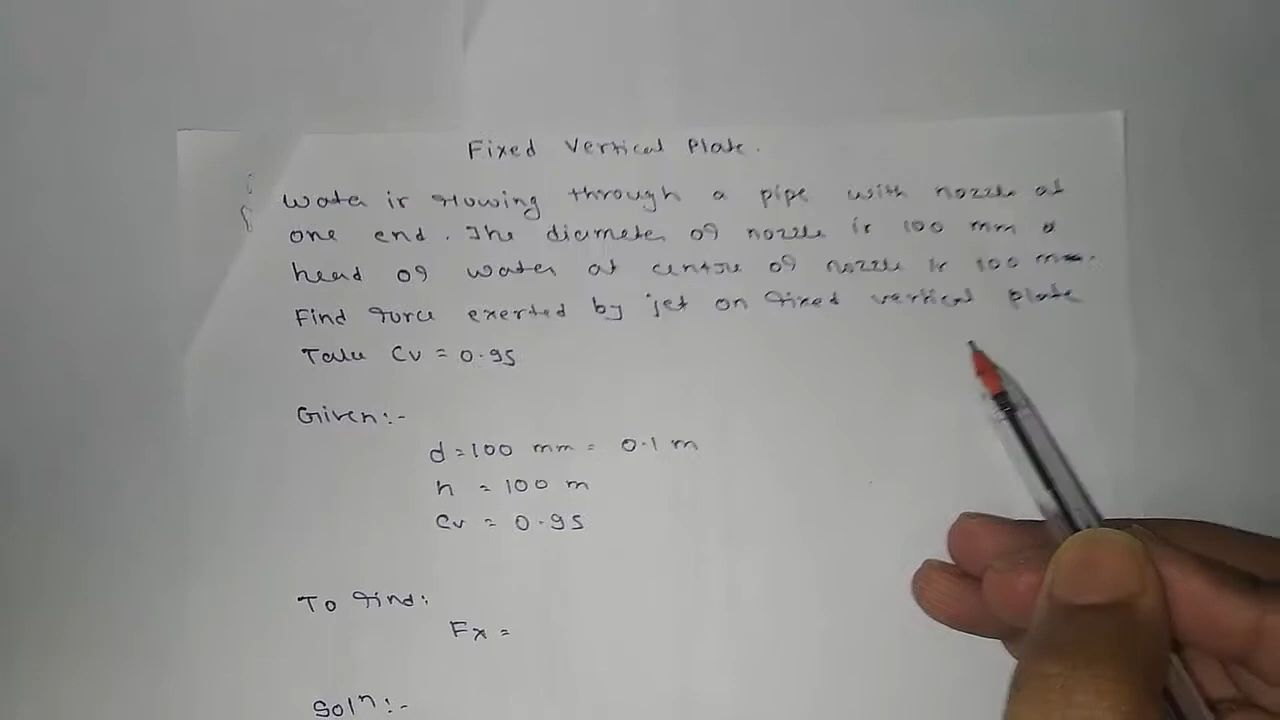 Fixed Vertical Plate.
Water is flowing through a pipe with nozzle at
one end. The diameter of nozzle is 100 mm &
head of water at centre of nozzle is 100 m.
Find force exerted by jet on fixed vertical plate
Take Cv = 0.95
Given:-
d = 100 mm = 0.1 m
h = 100 m
Cv = 0.95
To find:
Fx =
Solⁿ:-